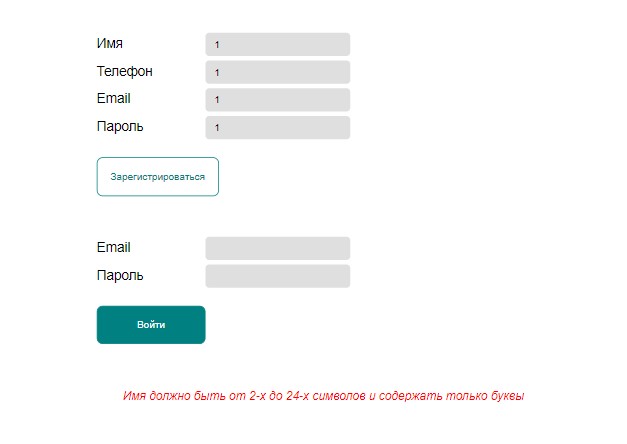 Имя 1
Телефон 1
Email 1
Пароль 1
Зарегистрироваться
Email
Пароль
Войти
Имя должно быть от 2-х до 24-х символов и содержать только буквы